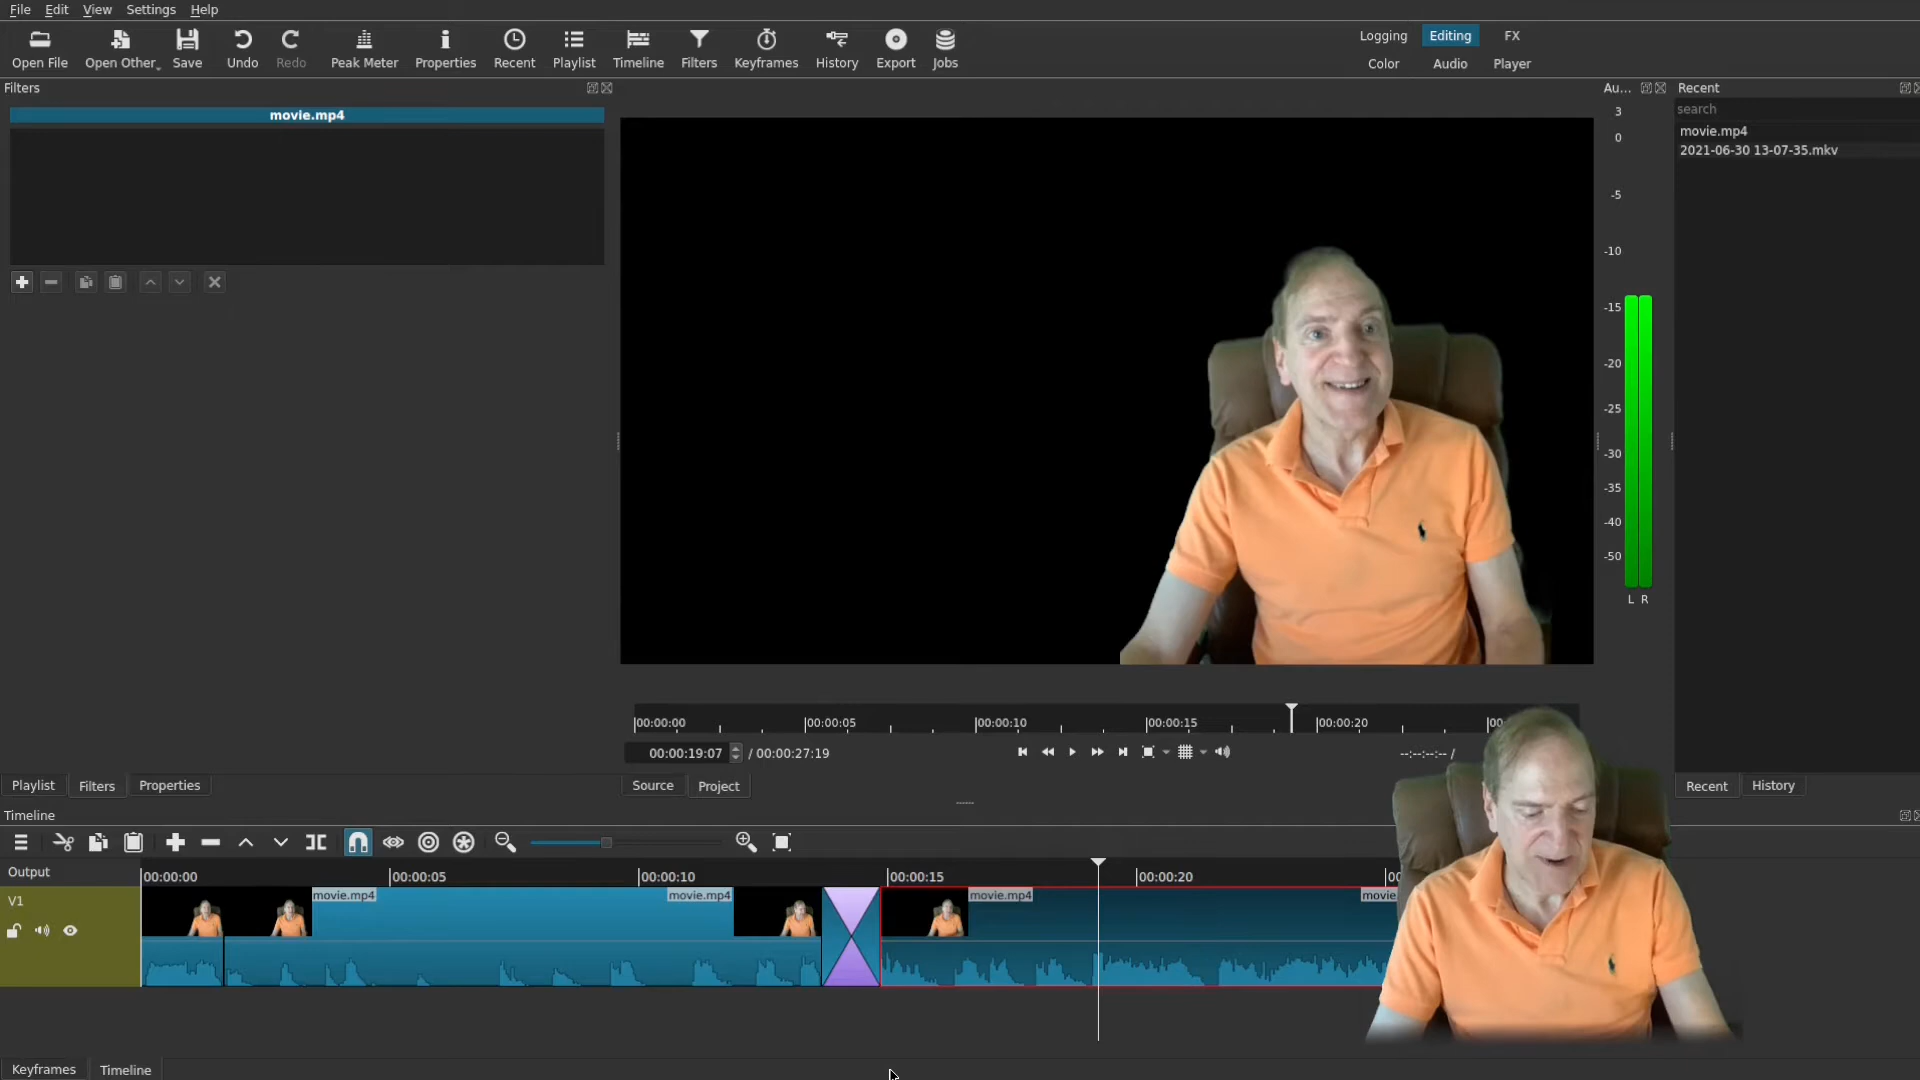 File Edit View Settings Help
Open File Open Other Save Undo Redo Peak Meter Properties Recent Playlist Timeline Filters Keyframes History Export Jobs
Logging Editing FX
Color Audio Player
Filters
movie.mp4
Au...
3
0
-5
-10
-15
-20
-25
-30
-35
-40
-50
L R
Recent
search
movie.mp4
2021-06-30 13-07-35.mkv
00:00:00 00:00:05 00:00:10 00:00:15 00:00:20 00:
00:00:19:07 / 00:00:27:19 --:--:--:-- /
Playlist Filters Properties
Source Project
Recent History
Timeline
Output
00:00:00 00:00:05 00:00:10 00:00:15 00:00:20 00
V1
movie.mp4 movie.mp4 movie.mp4 movie
Keyframes Timeline